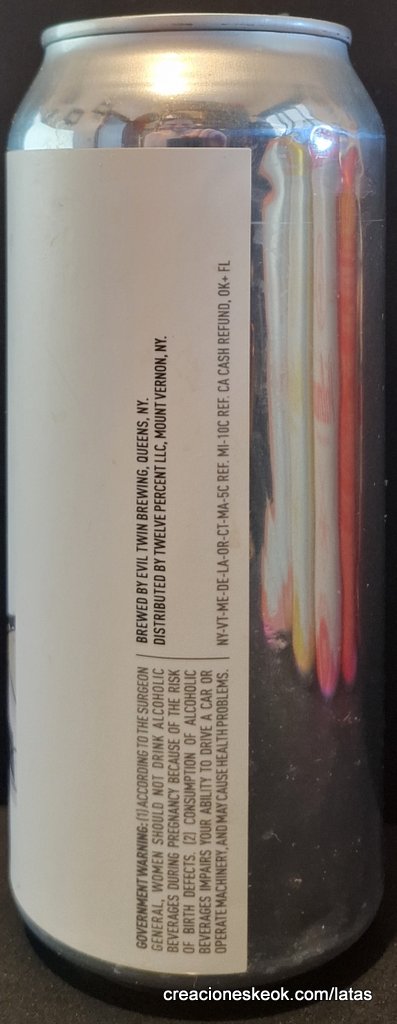 GOVERNMENT WARNING: (1) ACCORDING TO THE SURGEON
GENERAL, WOMEN SHOULD NOT DRINK ALCOHOLIC
BEVERAGES DURING PREGNANCY BECAUSE OF THE RISK
OF BIRTH DEFECTS. (2) CONSUMPTION OF ALCOHOLIC
BEVERAGES IMPAIRS YOUR ABILITY TO DRIVE A CAR OR
OPERATE MACHINERY, AND MAY CAUSE HEALTH PROBLEMS.
BREWED BY EVIL TWIN BREWING, QUEENS, NY.
DISTRIBUTED BY TWELVE PERCENT LLC, MOUNT VERNON, NY.
NY-VT-ME-DE-LA-OR-CT-MA-5C REF. MI-10C REF. CA CASH REFUND, OK+ FL
creacioneskeok.com/latas